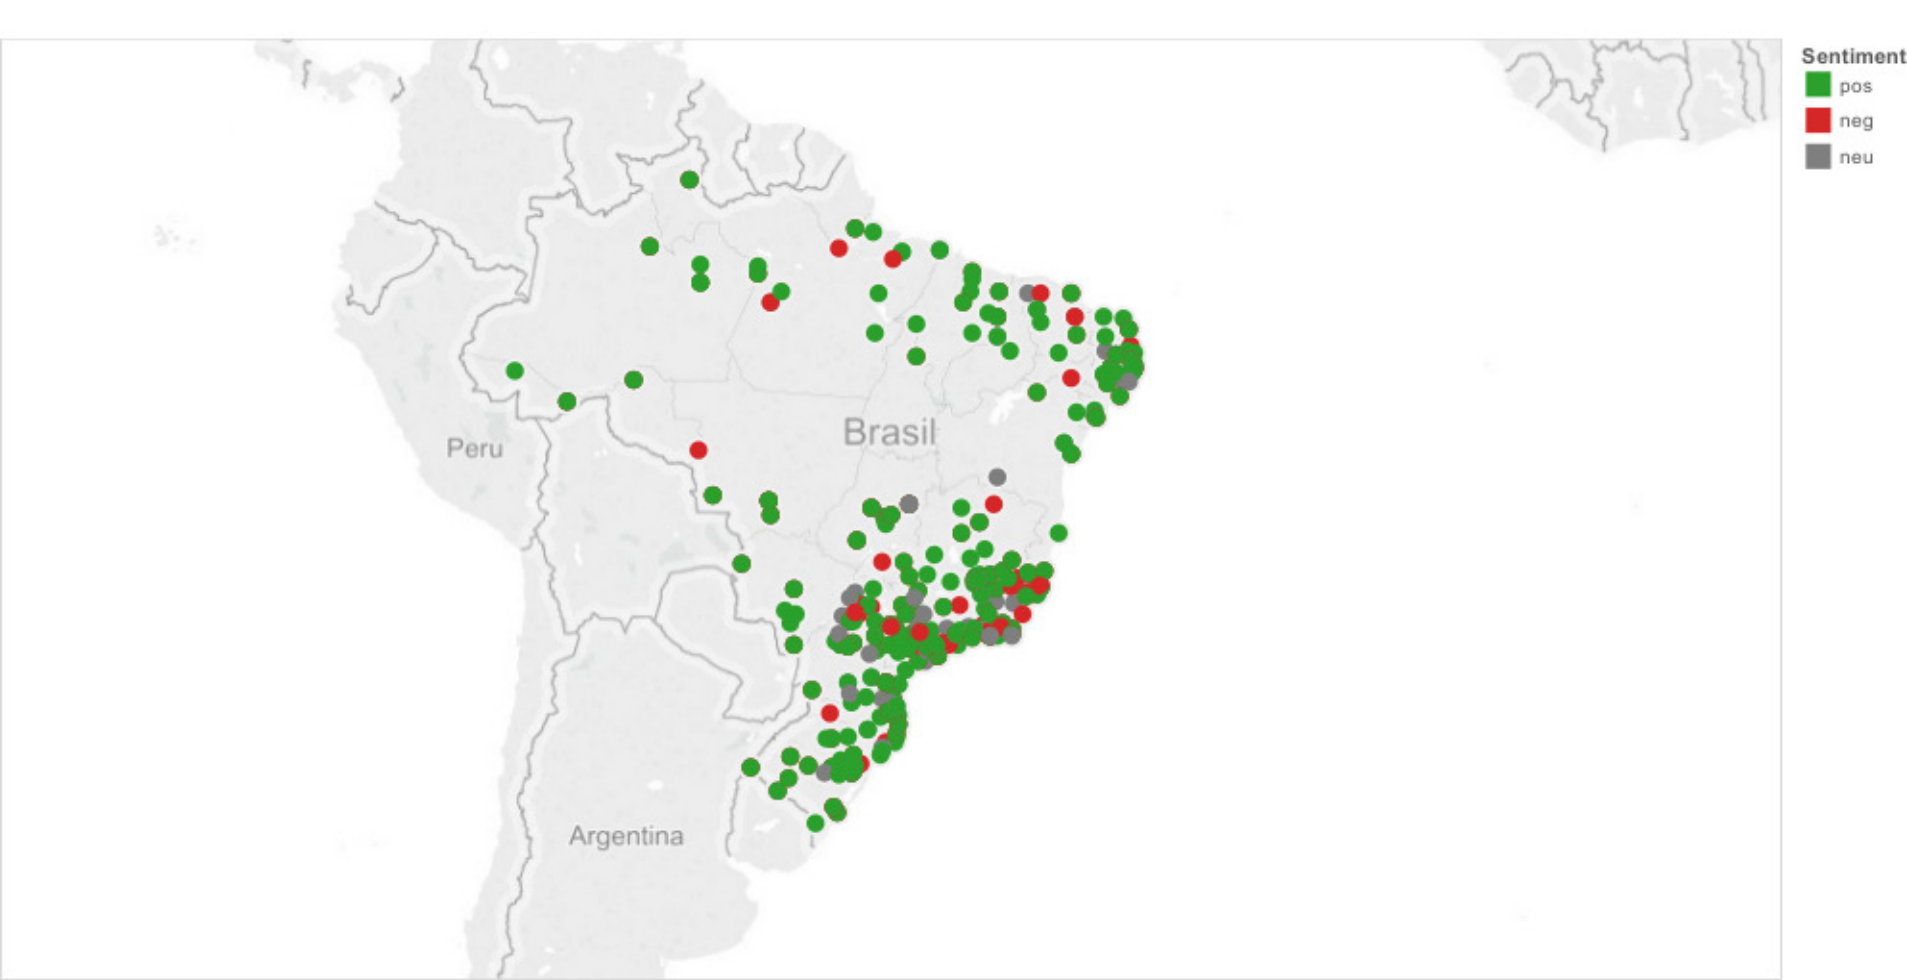 Sentiment
pos
neg
neu
Brasil
Peru
Argentina